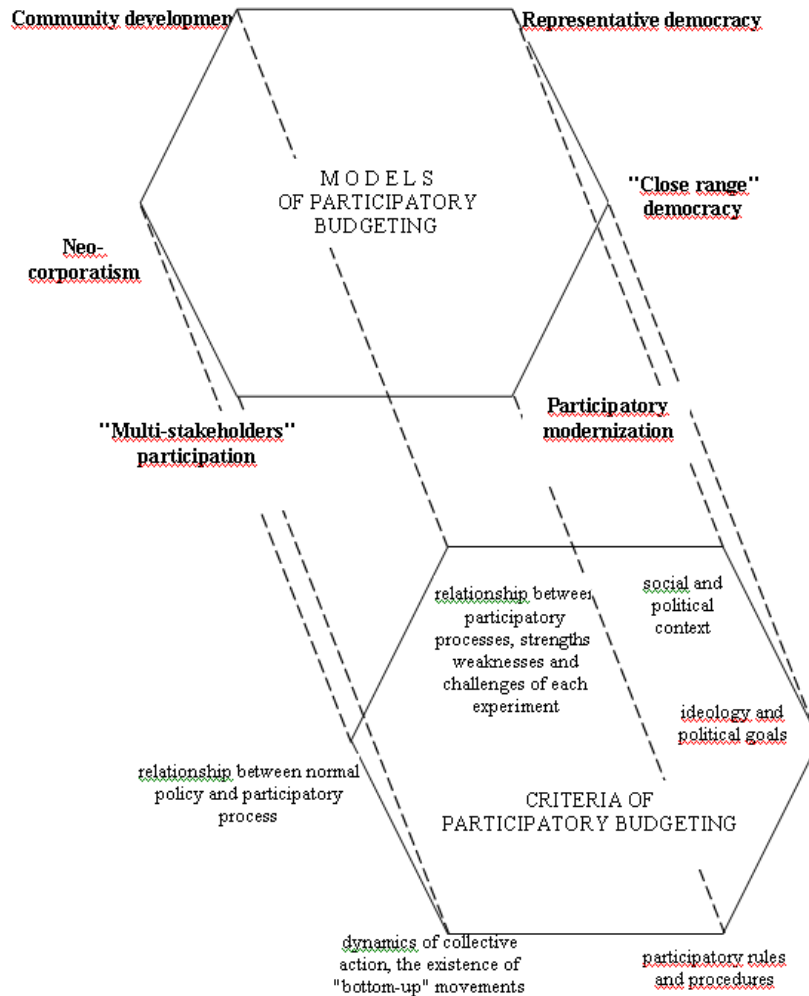 Community development
Representative democracy
M O D E L S
OF PARTICIPATORY
BUDGETING
"Close range"
democracy
Neo-
corporatism
"Multi-stakeholders"
participation
Participatory
modernization
relationship between
participatory
processes, strengths
weaknesses and
challenges of each
experiment
social and
political
context
ideology and
political goals
relationship between normal
policy and participatory
process
CRITERIA OF
PARTICIPATORY BUDGETING
dynamics of collective
action, the existence of
"bottom-up" movements
participatory rules
and procedures